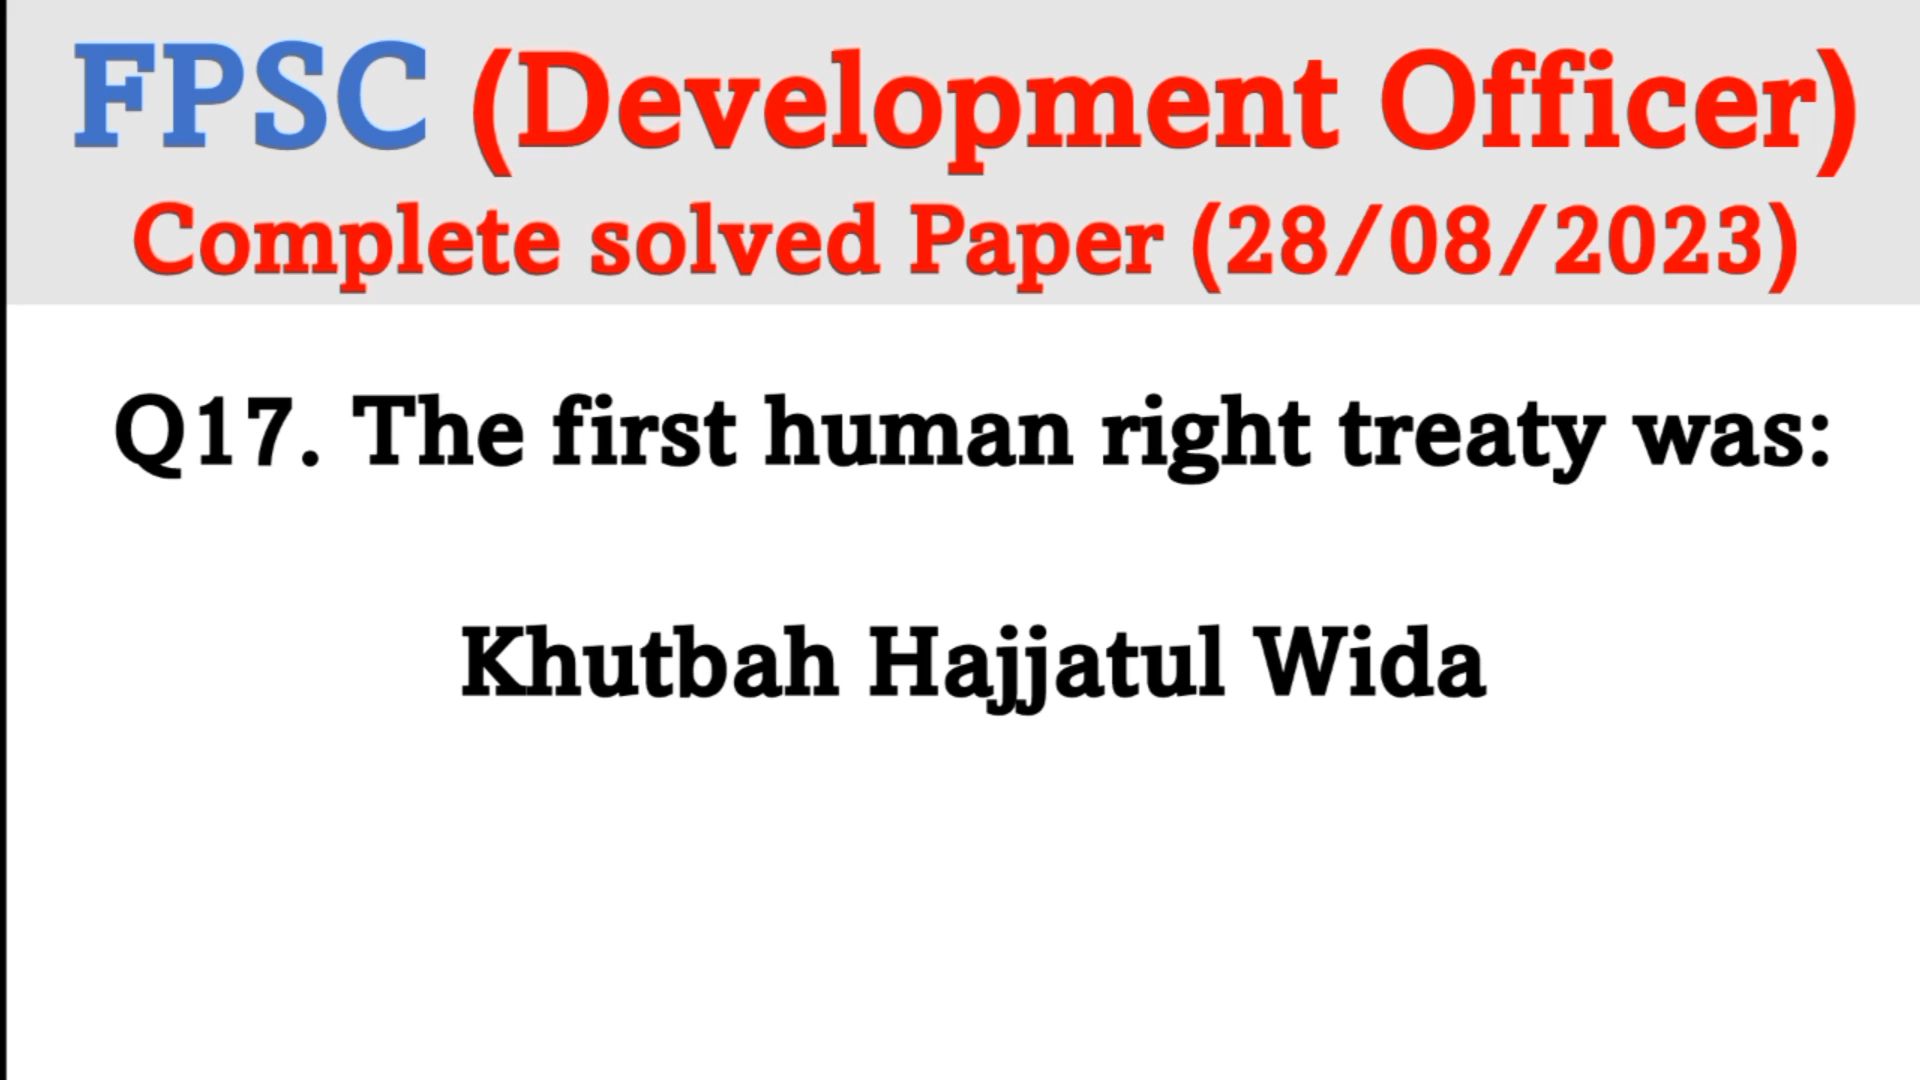 FPSC (Development Officer)
Complete solved Paper (28/08/2023)
Q17. The first human right treaty was:
Khutbah Hajjatul Wida